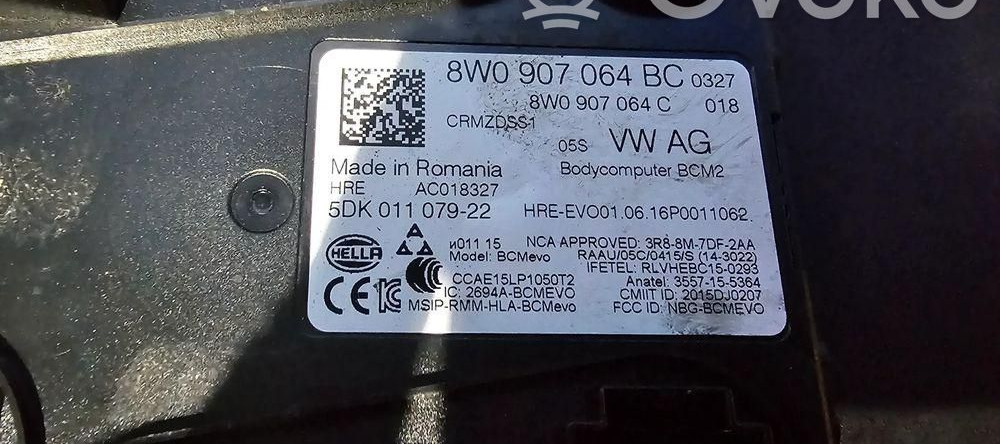 Ovoko
8W0 907 064 BC 0327
8W0 907 064 C 018
CRMZDSS1
05S VW AG
Made in Romania Bodycomputer BCM2
HRE AC018327
5DK 011 079-22 HRE-EVO01.06.16P0011062
HELLA
и011 15
Model: BCMevo
CCAE15LP1050T2
IC: 2694A-BCMEVO
MSIP-RMM-HLA-BCMevo
NCA APPROVED: 3R8-8M-7DF-2AA
RAAU/05C/0415/S (14-3022)
IFETEL: RLVHEBC15-0293
Anatel: 3557-15-5364
CMIIT ID: 2015DJ0207
FCC ID: NBG-BCMEVO
CE